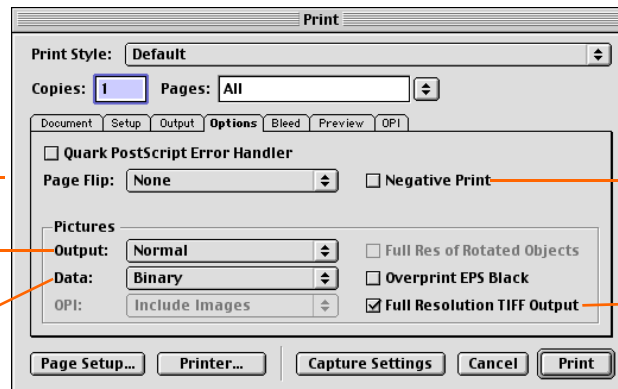 Print
Print Style: Default
Copies: 1 Pages: All
Document Setup Output Options Bleed Preview OPI
Quark PostScript Error Handler
Page Flip: None Negative Print
Pictures
Output: Normal Full Res of Rotated Objects
Data: Binary Overprint EPS Black
OPI: Include Images Full Resolution TIFF Output
Page Setup... Printer... Capture Settings Cancel Print